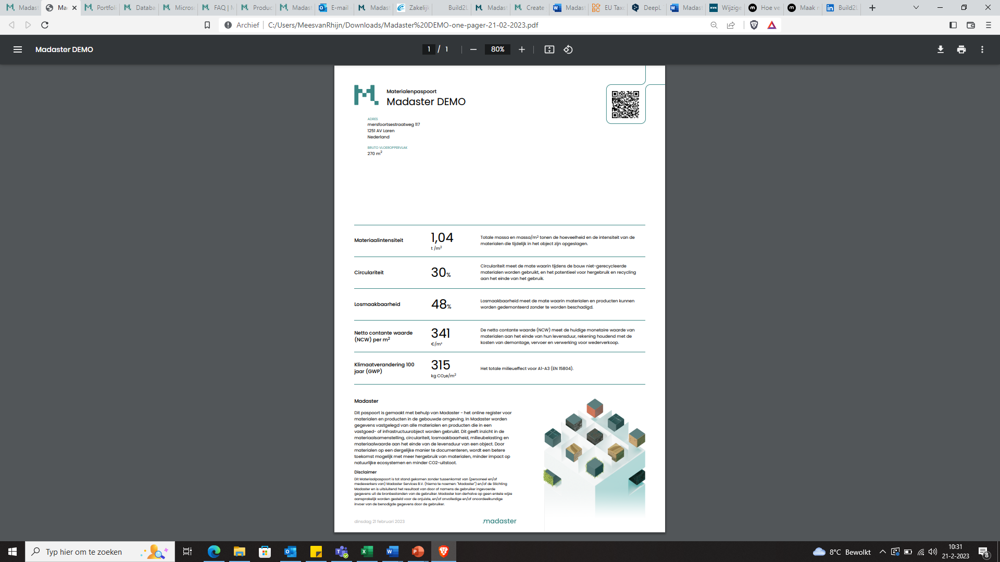 Madast
Ma
Portfoli
Databa
Micros
FAQ | M
Produc
Madast
E-mail
Madast
Zakelijk
Build2L
Madast
Create
Madast
EU Taxo
DeepL
Madast
KVK
Wijzige
Hoe ve
Maak n
Build2L
Archief
C:/Users/MeesvanRhijn/Downloads/Madaster%20DEMO-one-pager-21-02-2023.pdf
Madaster DEMO
1 / 1
80%
Materialenpaspoort
Madaster DEMO
ADRES
mersfoortsestraatweg 117
1251 AV Laren
Nederland
BRUTO VLOEROPPERVLAK
270 m²
Materiaalintensiteit
1,04
t /m²
Totale massa en massa/m² tonen de hoeveelheid en de intensiteit van de
materialen die tijdelijk in het object zijn opgeslagen.
Circulariteit
30%
Circulariteit meet de mate waarin tijdens de bouw niet-gerecycleerde
materialen worden gebruikt, en het potentieel voor hergebruik en recycling
aan het einde van het gebruik.
Losmaakbaarheid
48%
Losmaakbaarheid meet de mate waarin materialen en producten kunnen
worden gedemonteerd zonder te worden beschadigd.
Netto contante waarde
(NCW) per m²
341
€/m²
De netto contante waarde (NCW) meet de huidige monetaire waarde van
materialen aan het einde van hun levensduur, rekening houdend met de
kosten van demontage, vervoer en verwerking voor wederverkoop.
Klimaatverandering 100
jaar (GWP)
315
kg CO₂e/m²
Het totale milieueffect voor A1-A3 (EN 15804).
Madaster
Dit paspoort is gemaakt met behulp van Madaster - het online register voor
materialen en producten in de gebouwde omgeving. In Madaster worden
gegevens vastgelegd van alle materialen en producten die in een
vastgoed- of infrastructuurobject worden gebruikt. Dit geeft inzicht in de
materiaalsamenstelling, circulariteit, losmaakbaarheid, milieubelasting en
materiaalwaarde aan het einde van de levensduur van een object. Door
materialen op een dergelijke manier te documenteren, wordt een betere
toekomst mogelijk met meer hergebruik van materialen, minder impact op
natuurlijke ecosystemen en minder CO2-uitstoot.
Disclaimer
Dit Materiaalpaspoort is tot stand gekomen zonder tussenkomst van (personeel en/of
medewerkers van) Madaster Services B.V. (hierna te noemen: "Madaster") en/of de Stichting
Madaster en is uitsluitend het resultaat van door of namens de gebruiker ingevoerde
gegevens uit de bronbestanden van de gebruiker. Madaster kan derhalve op geen enkele wijze
aansprakelijk worden gesteld voor de onjuiste, en/of onvolledige en/of onoordeelkundige
invoer van de benodigde gegevens door de gebruiker.
dinsdag 21 februari 2023
madaster
Typ hier om te zoeken
8°C Bewolkt
10:31
21-2-2023
8